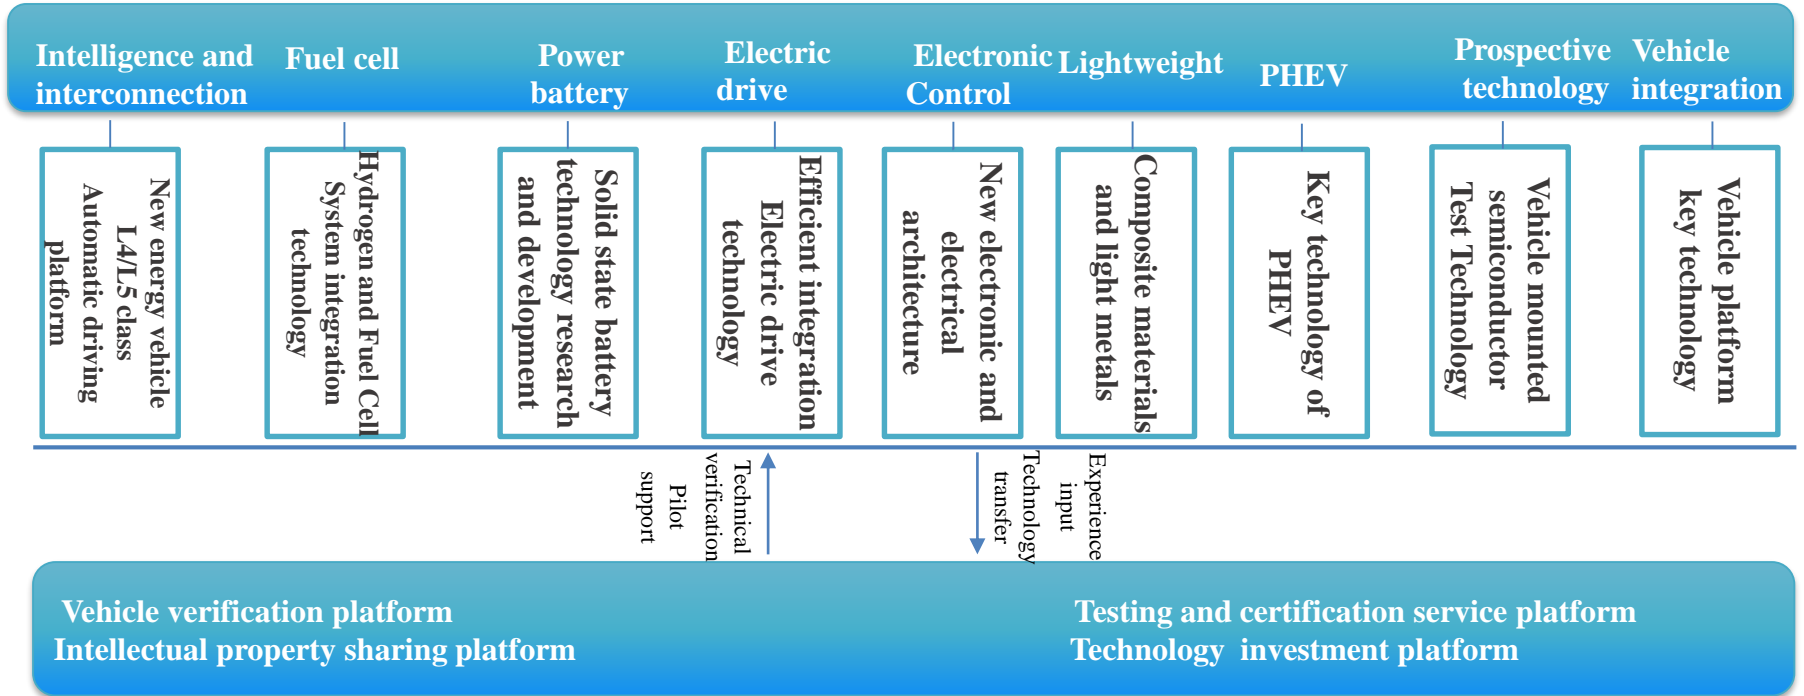 Intelligence and
interconnection
Fuel cell
Power
battery
Electric
drive
Electronic
Control
Lightweight
PHEV
Prospective
technology
Vehicle
integration
New energy vehicle
L4/L5 class
Automatic driving
platform
Hydrogen and Fuel Cell
System integration
technology
Solid state battery
technology research
and development
Efficient integration
Electric drive
technology
New electronic and
electrical
architecture
Composite materials
and light metals
Key technology of
PHEV
Vehicle mounted
semiconductor
Test Technology
Vehicle platform
key technology
Technical
verification
Pilot
support
Experience
input
Technology
transfer
Vehicle verification platform
Intellectual property sharing platform
Testing and certification service platform
Technology investment platform